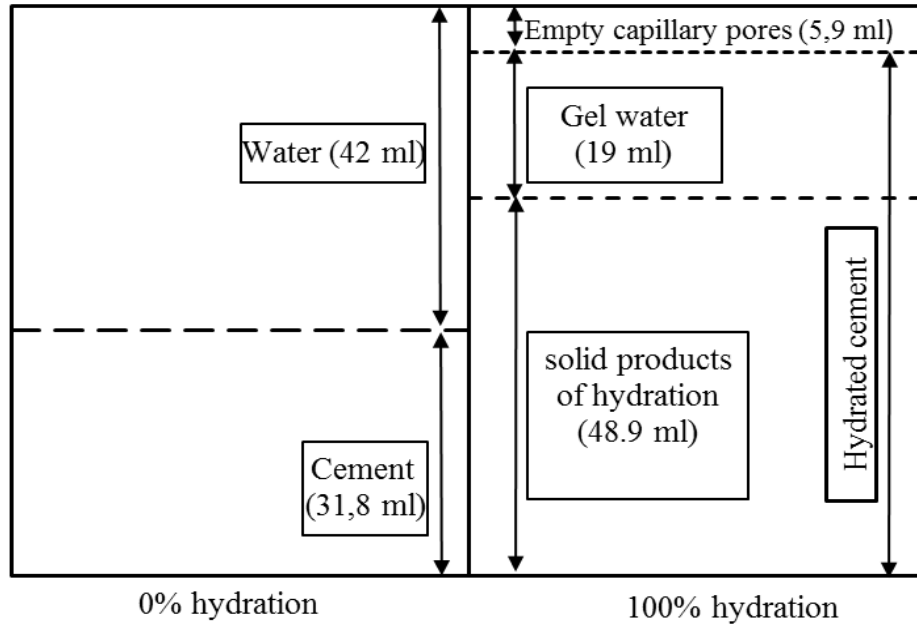 Water (42 ml)
Cement
(31,8 ml)
0% hydration
Empty capillary pores (5,9 ml)
Gel water
(19 ml)
solid products
of hydration
(48.9 ml)
Hydrated cement
100% hydration